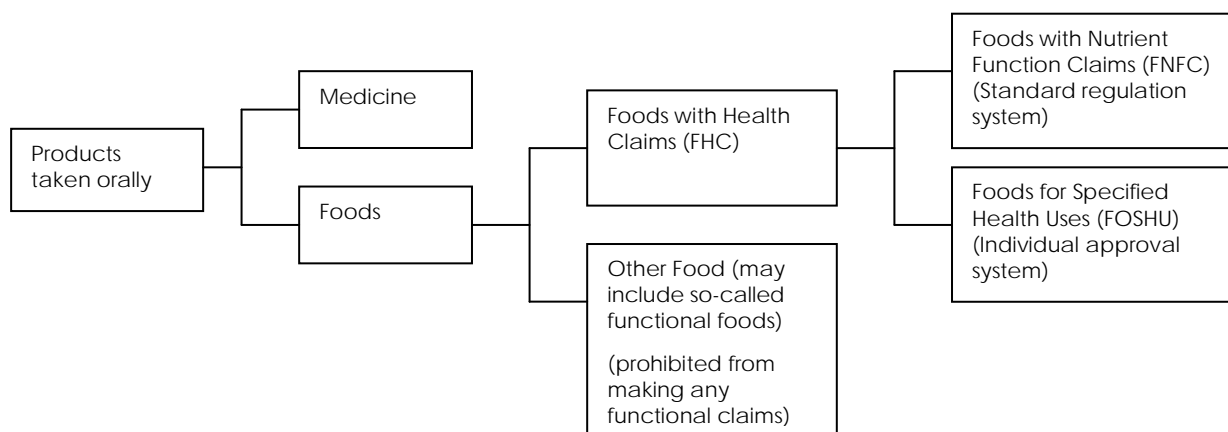 Products
taken orally
Medicine
Foods
Foods with Health
Claims (FHC)
Other Food (may
include so-called
functional foods)
(prohibited from
making any
functional claims)
Foods with Nutrient
Function Claims (FNFC)
(Standard regulation
system)
Foods for Specified
Health Uses (FOSHU)
(Individual approval
system)